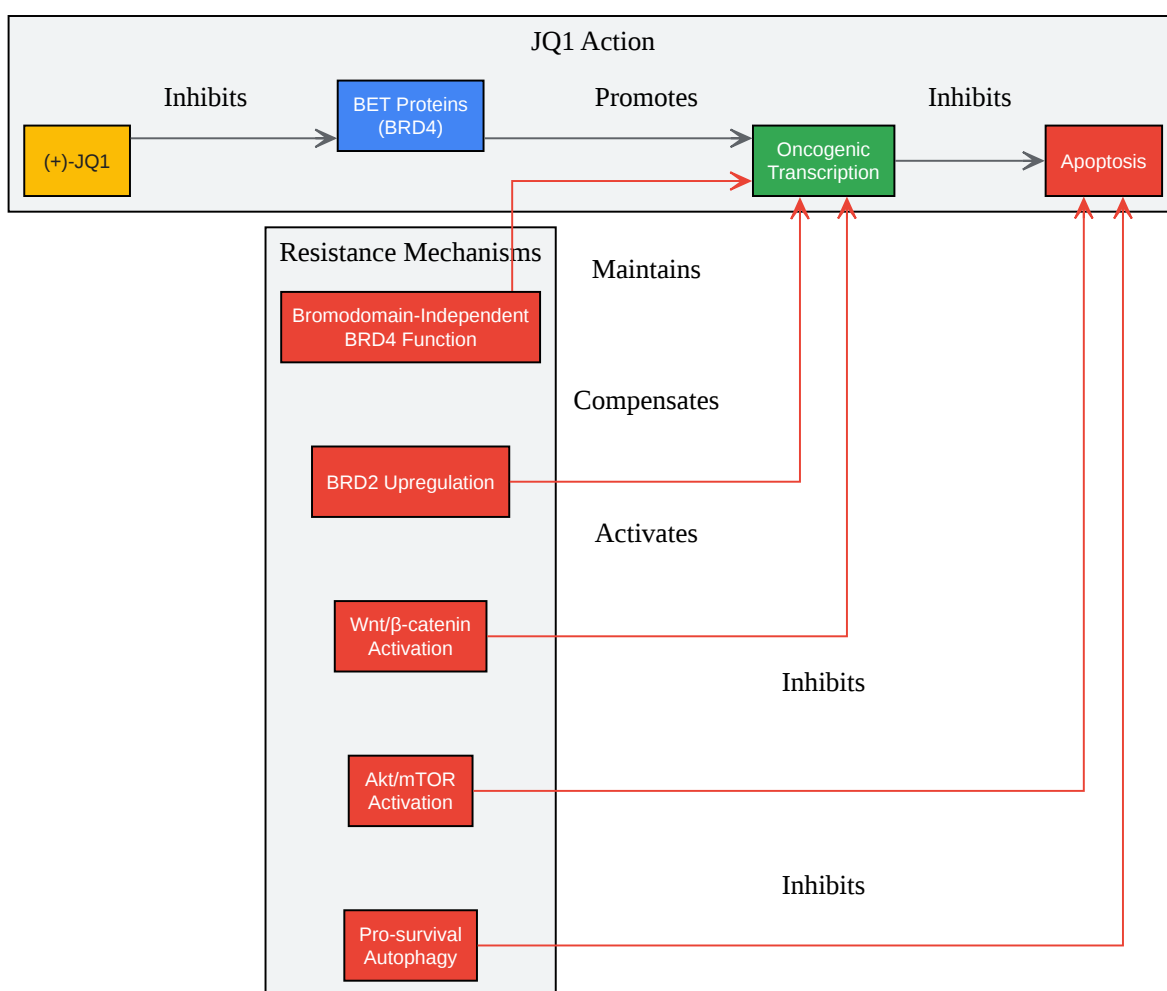 JQ1 Action
Inhibits
Promotes
Inhibits
(+)-JQ1
BET Proteins
(BRD4)
Oncogenic
Transcription
Apoptosis
Resistance Mechanisms
Maintains
Bromodomain-Independent
BRD4 Function
Compensates
BRD2 Upregulation
Activates
Wnt/β-catenin
Activation
Inhibits
Akt/mTOR
Activation
Inhibits
Pro-survival
Autophagy